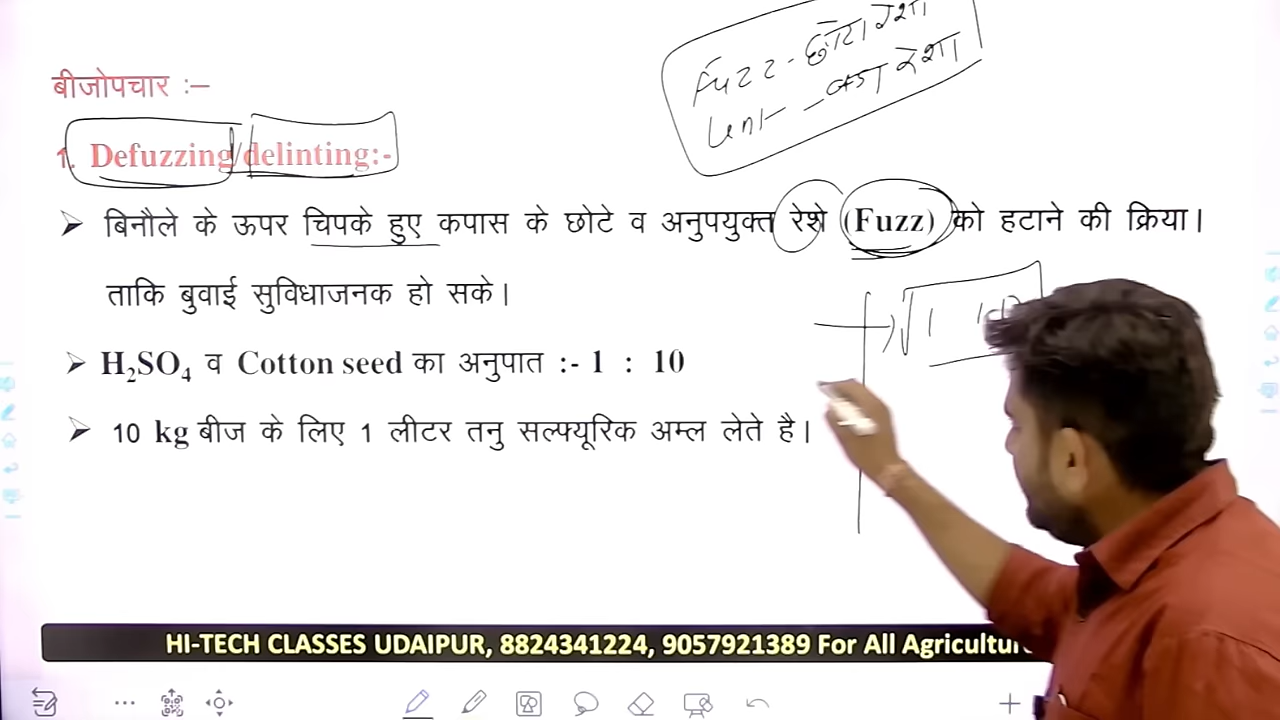 Fuzz - छोटा रेशा
Lint - बड़ा रेशा
बीजोपचार :–
1. Defuzzing/delinting:-
➢ बिनौले के ऊपर चिपके हुए कपास के छोटे व अनुपयुक्त रेशे (Fuzz) को हटाने की क्रिया।
ताकि बुवाई सुविधाजनक हो सके।
➢ H₂SO₄ व Cotton seed का अनुपात :- 1 : 10
➢ 10 kg बीज के लिए 1 लीटर तनु सल्फ्यूरिक अम्ल लेते है।
HI-TECH CLASSES UDAIPUR, 8824341224, 9057921389 For All Agricultur